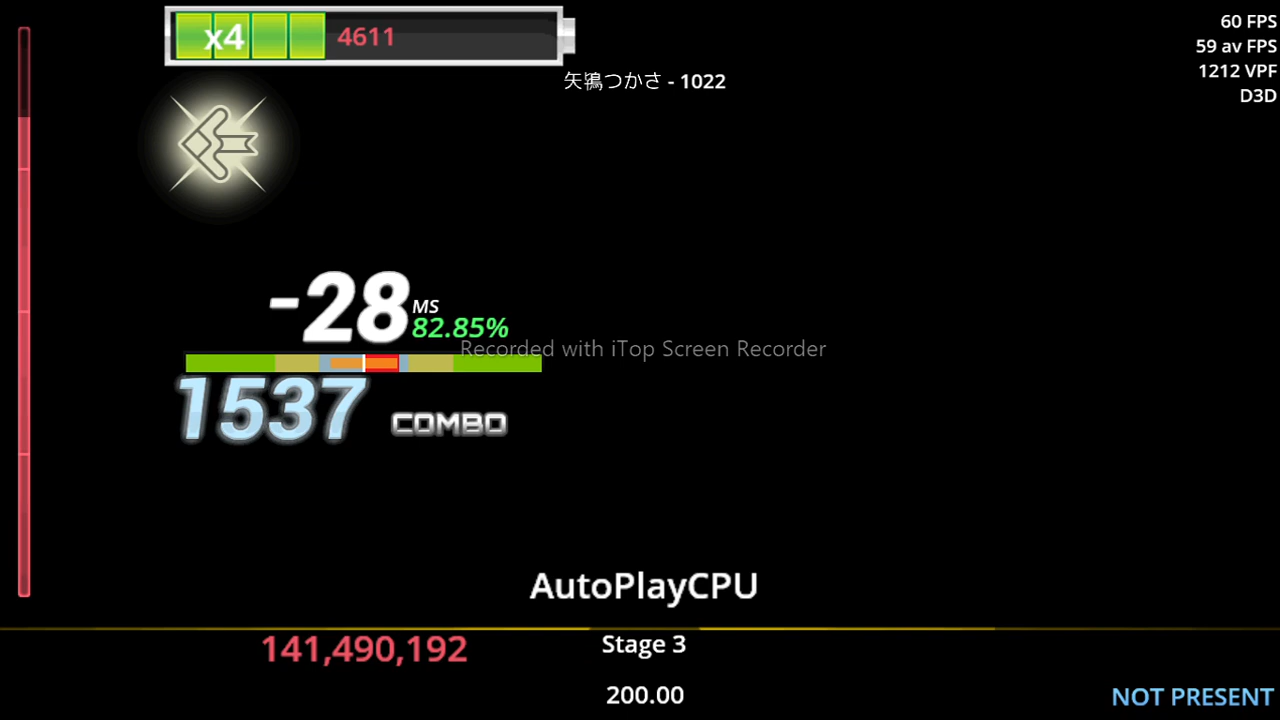 x4 4611
60 FPS
59 av FPS
1212 VPF
D3D
矢鴇つかさ - 1022
-28 MS
82.85%
Recorded with iTop Screen Recorder
1537 COMBO
AutoPlayCPU
141,490,192
Stage 3
200.00
NOT PRESENT